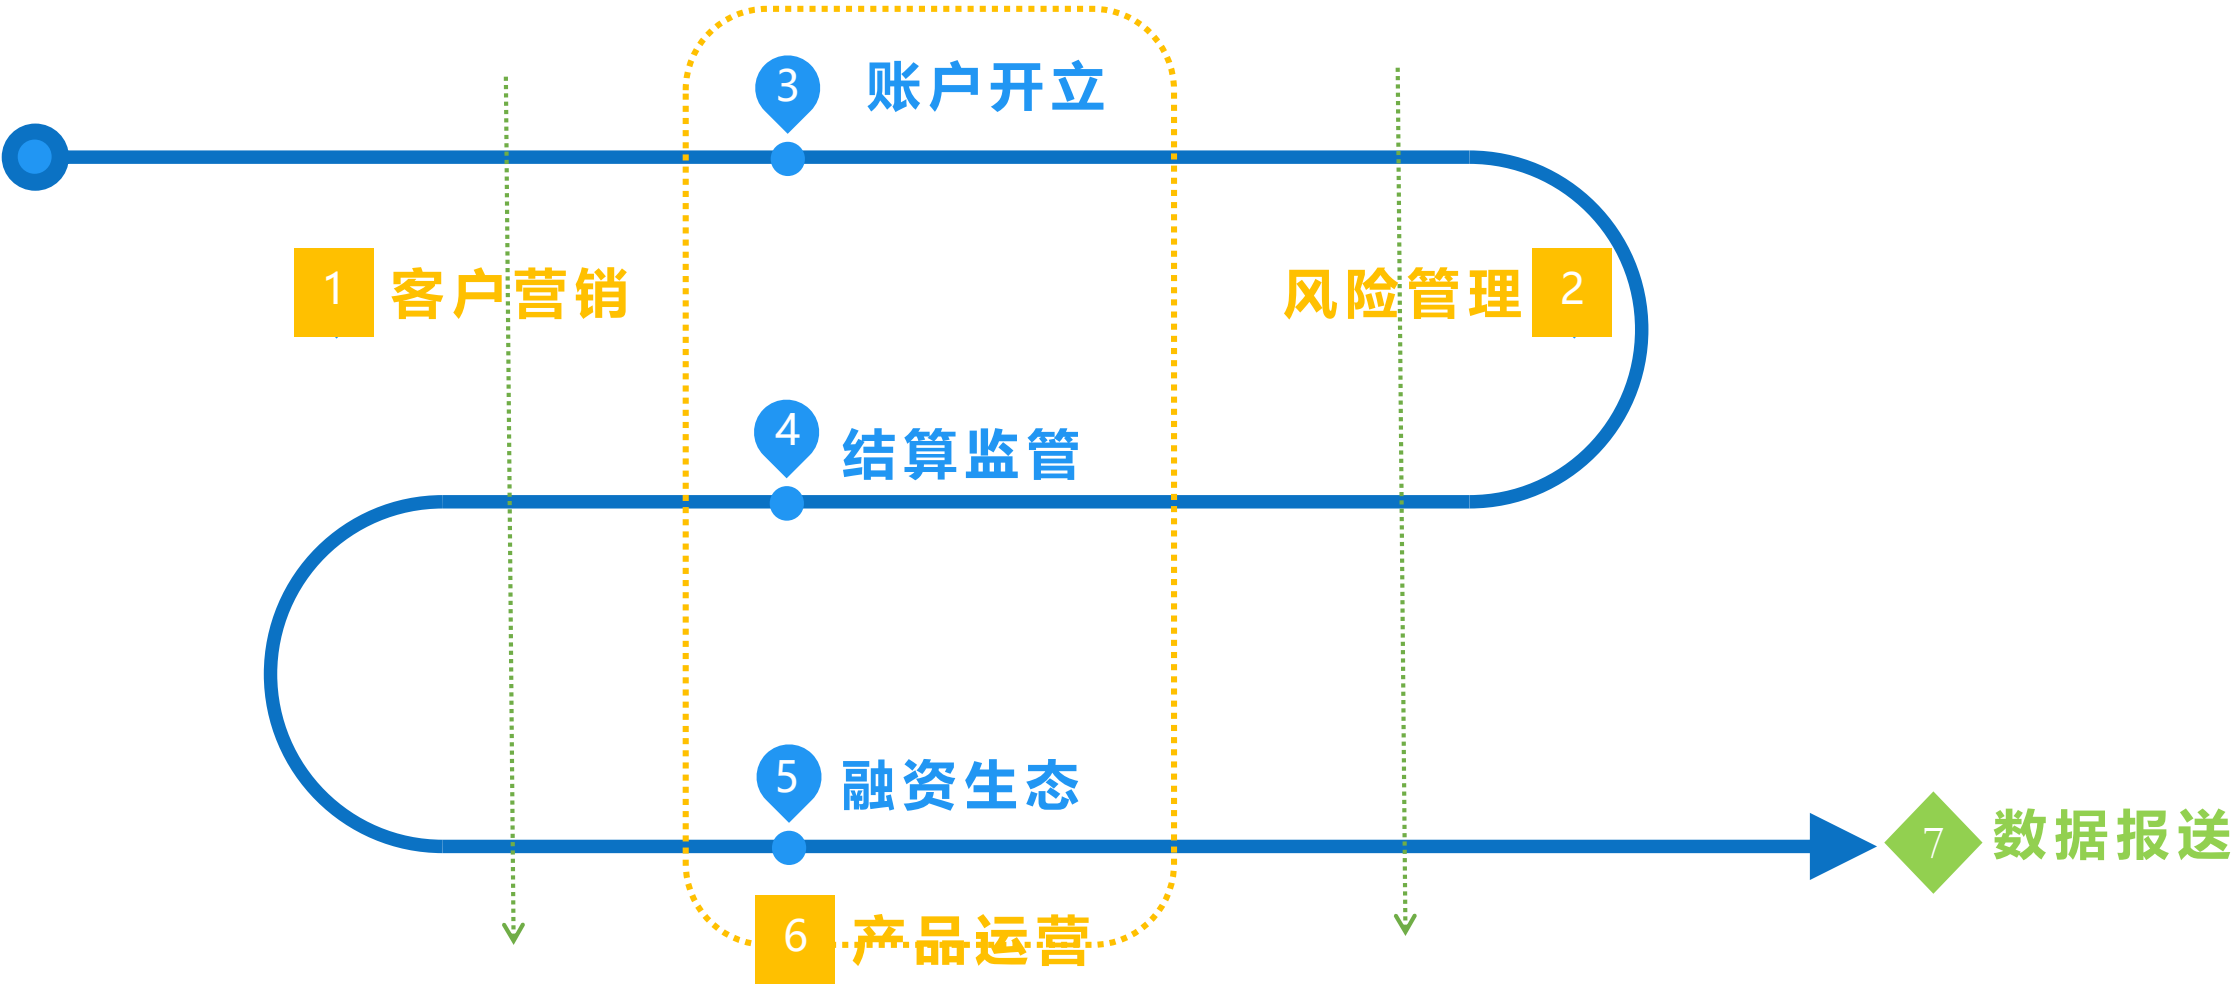 3 账户开立
1 客户营销
风险管理 2
4 结算监管
5 融资生态
7 数据报送
6 产品运营